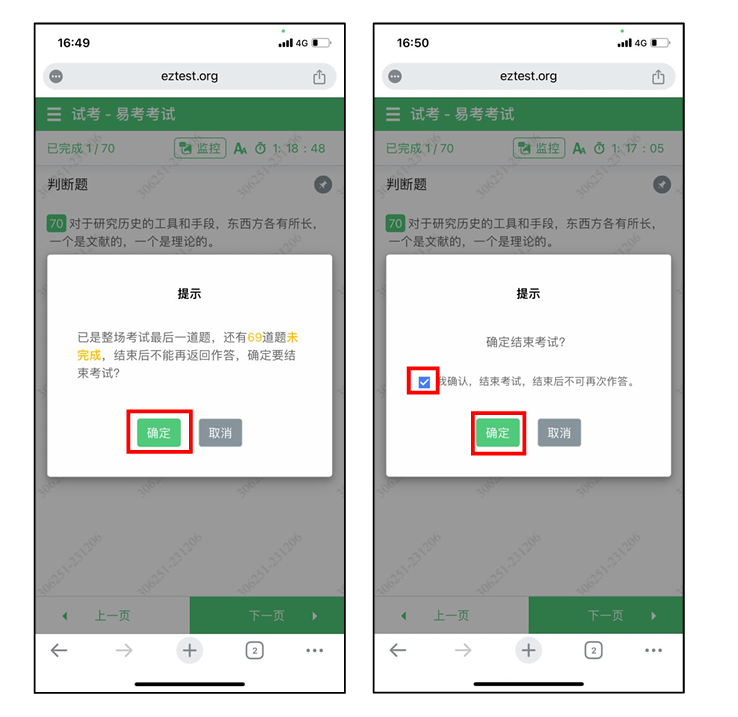 16:49
4G
eztest.org
试考 - 易考考试
已完成 1/70
监控
AA
1: 18 : 48
判断题
70 对于研究历史的工具和手段，东西方各有所长，
一个是文献的，一个是理论的。
提示
已是整场考试最后一道题，还有69道题未
完成，结束后不能再返回作答，确定要结
束考试?
确定
取消
306251-231206
上一页
下一页
2
16:50
4G
eztest.org
试考 - 易考考试
已完成 1/70
监控
AA
1: 17 : 05
判断题
70 对于研究历史的工具和手段，东西方各有所长，
一个是文献的，一个是理论的。
提示
确定结束考试?
我确认，结束考试，结束后不可再次作答。
确定
取消
306251-231206
上一页
下一页
2